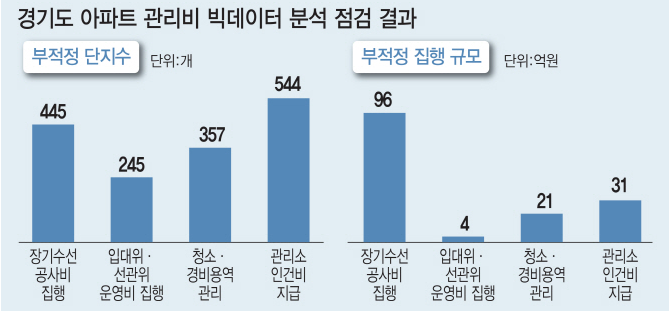 경기도 아파트 관리비 빅데이터 분석 점검 결과
부적정 단지수 단위:개
445
245
357
544
장기수선
공사비
집행
입대위·
선관위
운영비 집행
청소·
경비용역
관리
관리소
인건비
지급
부적정 집행 규모 단위:억원
96
4
21
31
장기수선
공사비
집행
입대위·
선관위
운영비 집행
청소·
경비용역
관리
관리소
인건비
지급